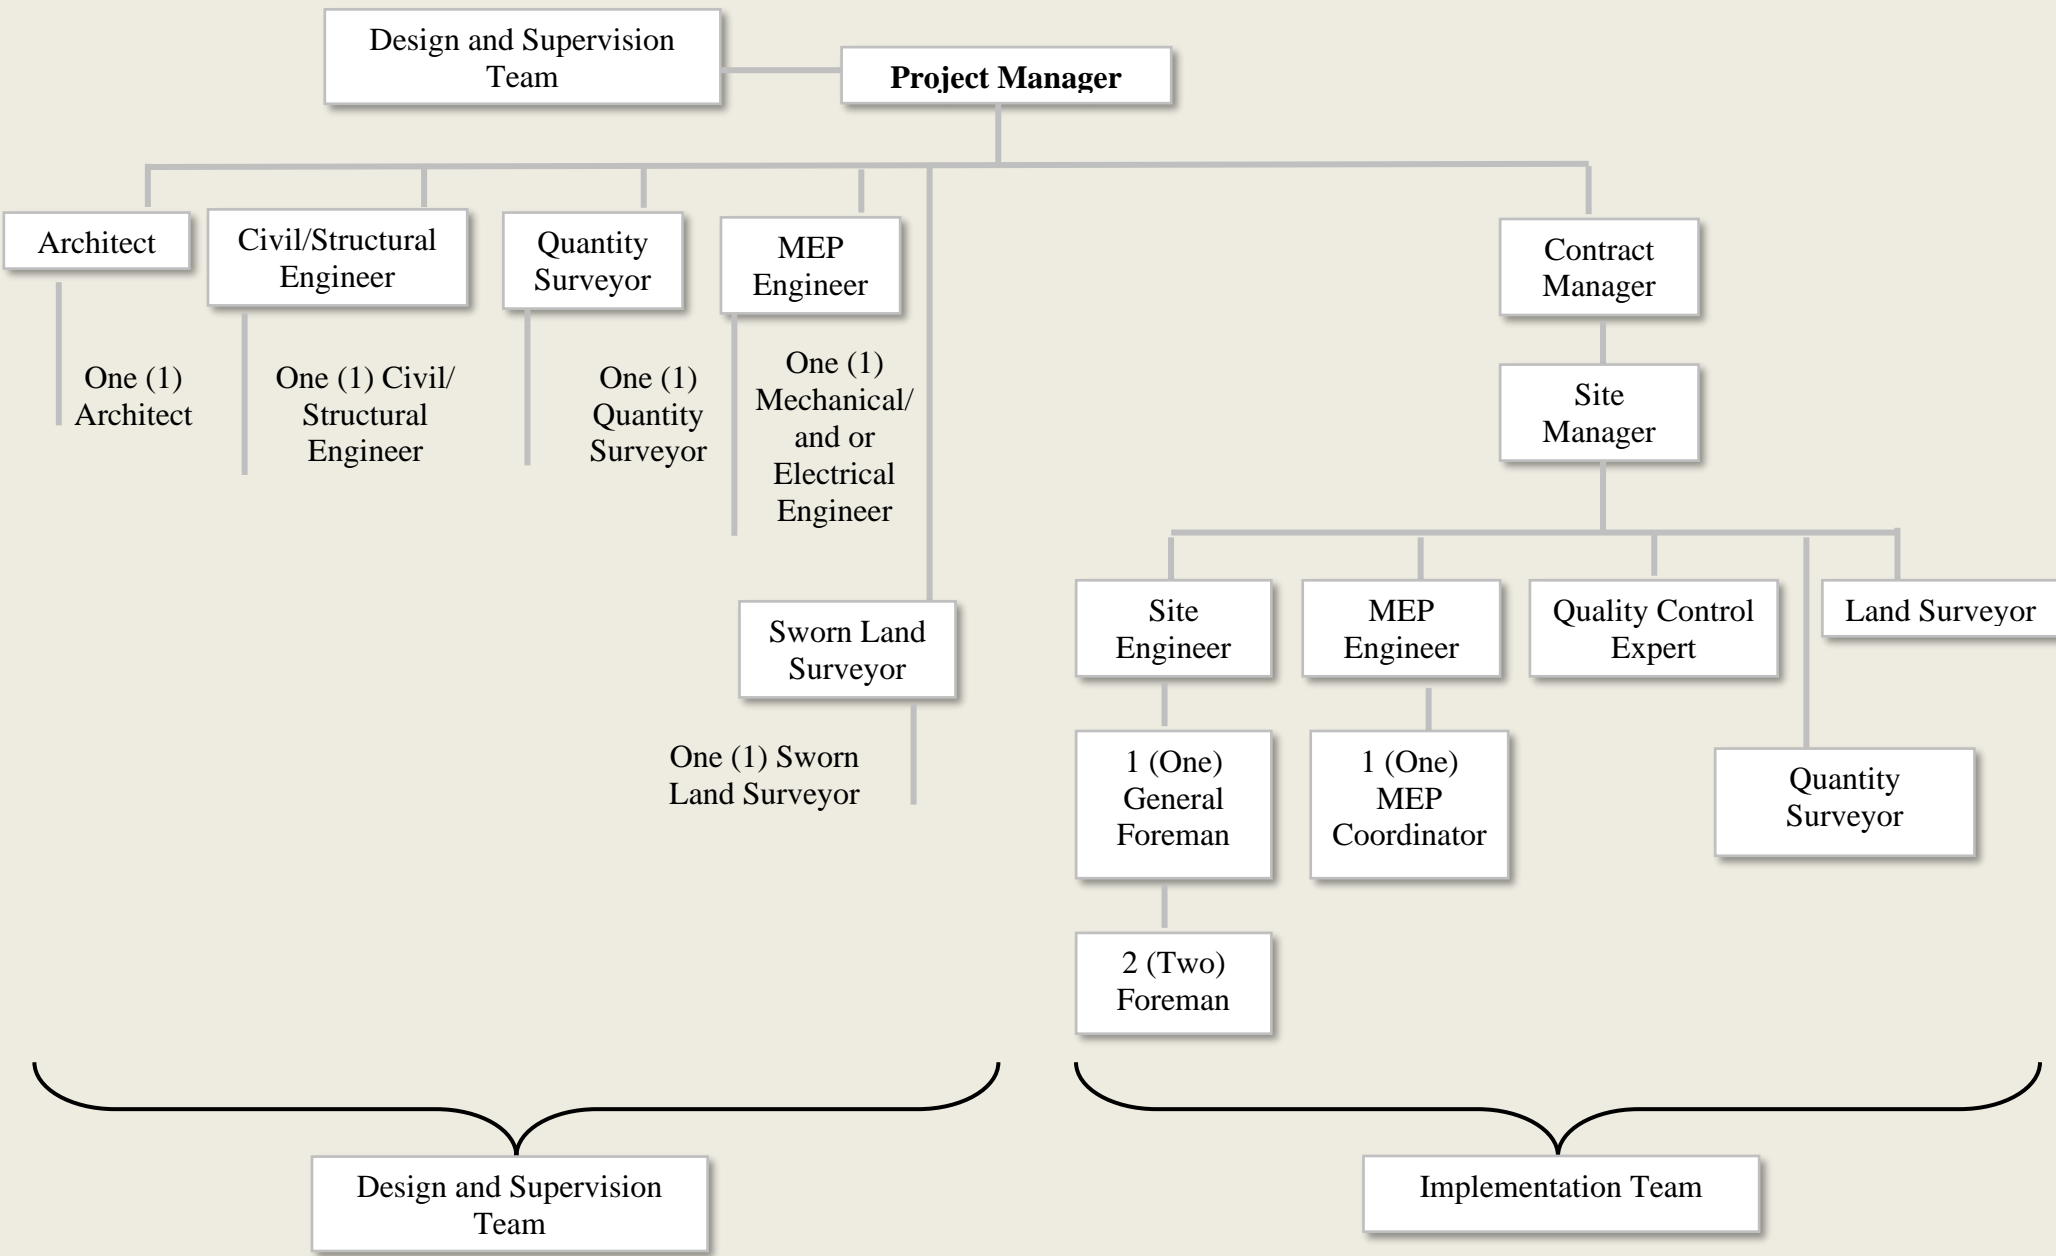 Design and Supervision
Team
Project Manager
Architect
Civil/Structural
Engineer
Quantity
Surveyor
MEP
Engineer
Contract
Manager
One (1)
Architect
One (1) Civil/
Structural
Engineer
One (1)
Quantity
Surveyor
One (1)
Mechanical/
and or
Electrical
Engineer
Site
Manager
Sworn Land
Surveyor
One (1) Sworn
Land Surveyor
Site
Engineer
MEP
Engineer
Quality Control
Expert
Land Surveyor
1 (One)
General
Foreman
1 (One)
MEP
Coordinator
Quantity
Surveyor
2 (Two)
Foreman
Design and Supervision
Team
Implementation Team